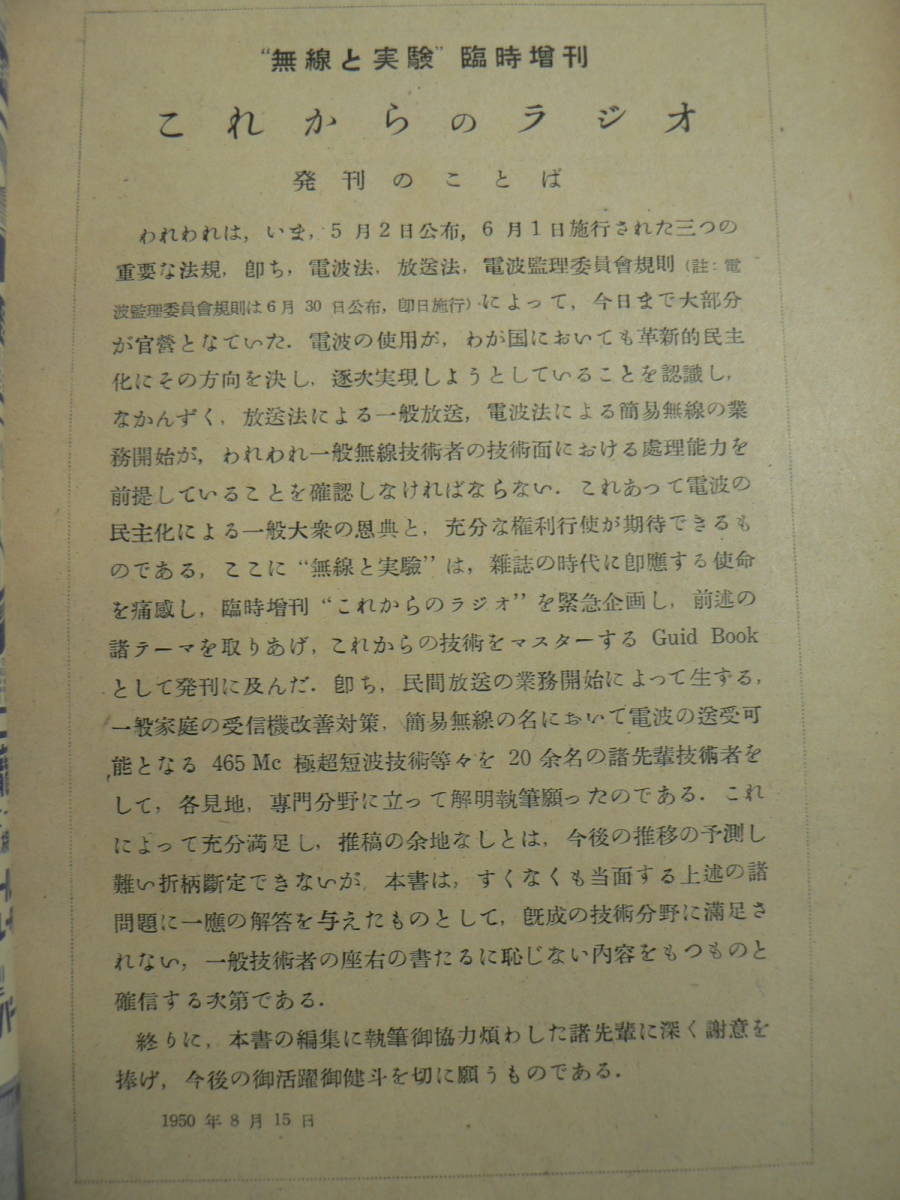 “無線と実験” 臨時增刊
これからのラジオ
発刊のことば
われわれは，いま，5月2日公布，6月1日施行された三つの
重要な法規，卽ち，電波法，放送法，電波監理委員會規則（註：電
波監理委員會規則は6月30日公布，卽日施行）によって，今日まで大部分
が官営となていた．電波の使用が，わが国においても革新的民主
化にその方向を決し，逐次実現しようとしていることを認識し，
なかんずく，放送法による一般放送，電波法による簡易無線の業
務開始が，われわれ一般無線技術者の技術面における處理能力を
前提していることを確認しなければならない．これあって電波の
民主化による一般大衆の恩典と，充分な権利行使が期待できるも
のである，ここに“無線と実驗”は，雜誌の時代に卽應する使命
を痛感し，臨時增刊“これからのラジオ”を緊急企画し，前述の
諸テーマを取りあげ，これからの技術をマスターする Guid Book
として発刊に及んだ．卽ち，民間放送の業務開始によって生する，
一般家庭の受信機改善対策，簡易無線の名において電波の送受可
能となる 465 Mc 極超短波技術等々を 20 余名の諸先輩技術者を
して，各見地，専門分野に立って解明執筆願ったのである．これ
によって充分満足し，推稿の余地なしとは，今後の推移の予測し
難い折柄斷定できないが，本書は，すくなくも当面する上述の諸
問題に一應の解答を与えたものとして，旣成の技術分野に滿足さ
れない，一般技術者の座右の書たるに恥じない内容をもつものと
確信する次第である．
終りに，本書の編集に執筆御協力煩わした諸先輩に深く謝意を
捧げ，今後の御活躍御健斗を切に願うものである．
1950年8月15日